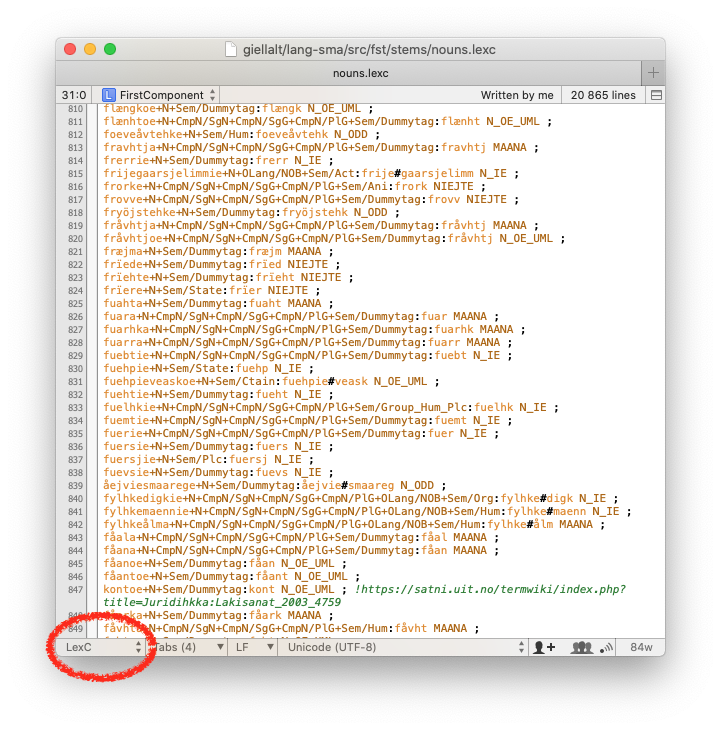 giellalt/lang-sma/src/fst/stems/nouns.lexc
nouns.lexc
31:0 L FirstComponent Written by me 20 865 lines
810 flængkoe+N+Sem/Dummytag:flængk N_OE_UML ;
811 flænhtoe+N+CmpN/SgN+CmpN/SgG+CmpN/PlG+Sem/Dummytag:flænht N_OE_UML ;
812 foeveåvtehke+N+Sem/Hum:foeveåvtehk N_ODD ;
813 fravhtja+N+CmpN/SgN+CmpN/SgG+CmpN/PlG+Sem/Dummytag:fravhtj MAANA ;
814 frerrie+N+Sem/Dummytag:frerr N_IE ;
815 frijegaarsjelimmie+N+OLang/NOB+Sem/Act:frije#gaarsjelimm N_IE ;
816 frorke+N+CmpN/SgN+CmpN/SgG+CmpN/PlG+Sem/Ani:frork NIEJTE ;
817 frovve+N+CmpN/SgN+CmpN/SgG+CmpN/PlG+Sem/Dummytag:frovv NIEJTE ;
818 fryöjstehke+N+Sem/Dummytag:fryöjstehk N_ODD ;
819 fråvhtja+N+CmpN/SgN+CmpN/SgG+CmpN/PlG+Sem/Dummytag:fråvhtj MAANA ;
820 fråvhtjoe+N+CmpN/SgN+CmpN/SgG+CmpN/PlG+Sem/Dummytag:fråvhtj N_OE_UML ;
821 fræjma+N+Sem/Dummytag:fræjm MAANA ;
822 frïede+N+Sem/Dummytag:frïed NIEJTE ;
823 frïehte+N+Sem/Dummytag:frïeht NIEJTE ;
824 frïere+N+Sem/State:frïer NIEJTE ;
825 fuahta+N+Sem/Dummytag:fuaht MAANA ;
826 fuara+N+CmpN/SgN+CmpN/SgG+CmpN/PlG+Sem/Dummytag:fuar MAANA ;
827 fuarhka+N+CmpN/SgN+CmpN/SgG+CmpN/PlG+Sem/Dummytag:fuarhk MAANA ;
828 fuarra+N+CmpN/SgN+CmpN/SgG+CmpN/PlG+Sem/Dummytag:fuarr MAANA ;
829 fuebtie+N+CmpN/SgN+CmpN/SgG+CmpN/PlG+Sem/Dummytag:fuebt N_IE ;
830 fuehpie+N+Sem/State:fuehp N_IE ;
831 fuehpieveaskoe+N+Sem/Ctain:fuehpie#veask N_OE_UML ;
832 fuehtie+N+Sem/Dummytag:fueht N_IE ;
833 fuelhkie+N+CmpN/SgN+CmpN/SgG+CmpN/PlG+Sem/Group_Hum_Plc:fuelhk N_IE ;
834 fuemtie+N+CmpN/SgN+CmpN/SgG+CmpN/PlG+Sem/Dummytag:fuemt N_IE ;
835 fuerie+N+CmpN/SgN+CmpN/SgG+CmpN/PlG+Sem/Dummytag:fuer N_IE ;
836 fuersie+N+Sem/Dummytag:fuers N_IE ;
837 fuersjie+N+Sem/Plc:fuersj N_IE ;
838 fuevsie+N+Sem/Dummytag:fuevs N_IE ;
839 åejviesmaarege+N+Sem/Dummytag:åejvie#smaareg N_ODD ;
840 fylhkedigkie+N+CmpN/SgN+CmpN/SgG+CmpN/PlG+OLang/NOB+Sem/Org:fylhke#digk N_IE ;
841 fylhkemaennie+N+CmpN/SgN+CmpN/SgG+CmpN/PlG+OLang/NOB+Sem/Hum:fylhke#maenn N_IE ;
842 fylhkeålma+N+CmpN/SgN+CmpN/SgG+CmpN/PlG+OLang/NOB+Sem/Hum:fylhke#ålm MAANA ;
843 fåala+N+CmpN/SgN+CmpN/SgG+CmpN/PlG+Sem/Dummytag:fåal MAANA ;
844 fåana+N+CmpN/SgN+CmpN/SgG+CmpN/PlG+Sem/Dummytag:fåan MAANA ;
845 fåanoe+N+Sem/Dummytag:fåan N_OE_UML ;
846 fåantoe+N+Sem/Dummytag:fåant N_OE_UML ;
847 kontoe+N+Sem/Dummytag:kont N_OE_UML ; !https://satni.uit.no/termwiki/index.php?
title=Juridihkka:Lakisanat_2003_4759
+N+Sem/Dummytag:fåark MAANA ;
849 +N+CmpN/SgN+CmpN/SgG+CmpN/PlG+Sem/Hum:fåvht MAANA ;
LexC Tabs (4) LF Unicode (UTF-8) 84w